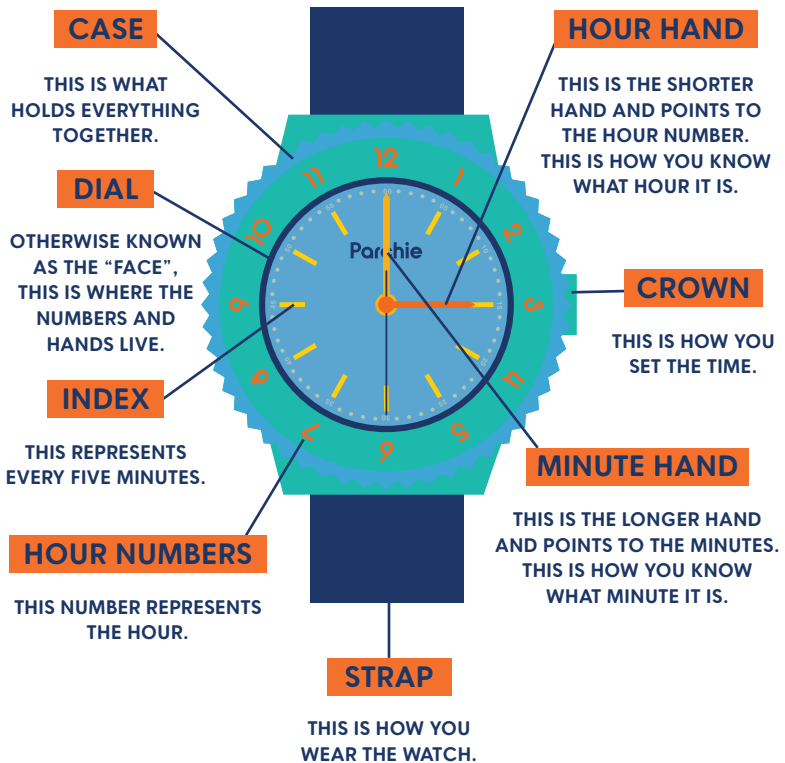 CASE
THIS IS WHAT
HOLDS EVERYTHING
TOGETHER.
DIAL
OTHERWISE KNOWN
AS THE “FACE”,
THIS IS WHERE THE
NUMBERS AND
HANDS LIVE.
INDEX
THIS REPRESENTS
EVERY FIVE MINUTES.
HOUR NUMBERS
THIS NUMBER REPRESENTS
THE HOUR.
12
1
2
3
4
5
6
7
8
9
10
11
Parchie
HOUR HAND
THIS IS THE SHORTER
HAND AND POINTS TO
THE HOUR NUMBER.
THIS IS HOW YOU KNOW
WHAT HOUR IT IS.
CROWN
THIS IS HOW YOU
SET THE TIME.
MINUTE HAND
THIS IS THE LONGER HAND
AND POINTS TO THE MINUTES.
THIS IS HOW YOU KNOW
WHAT MINUTE IT IS.
STRAP
THIS IS HOW YOU
WEAR THE WATCH.